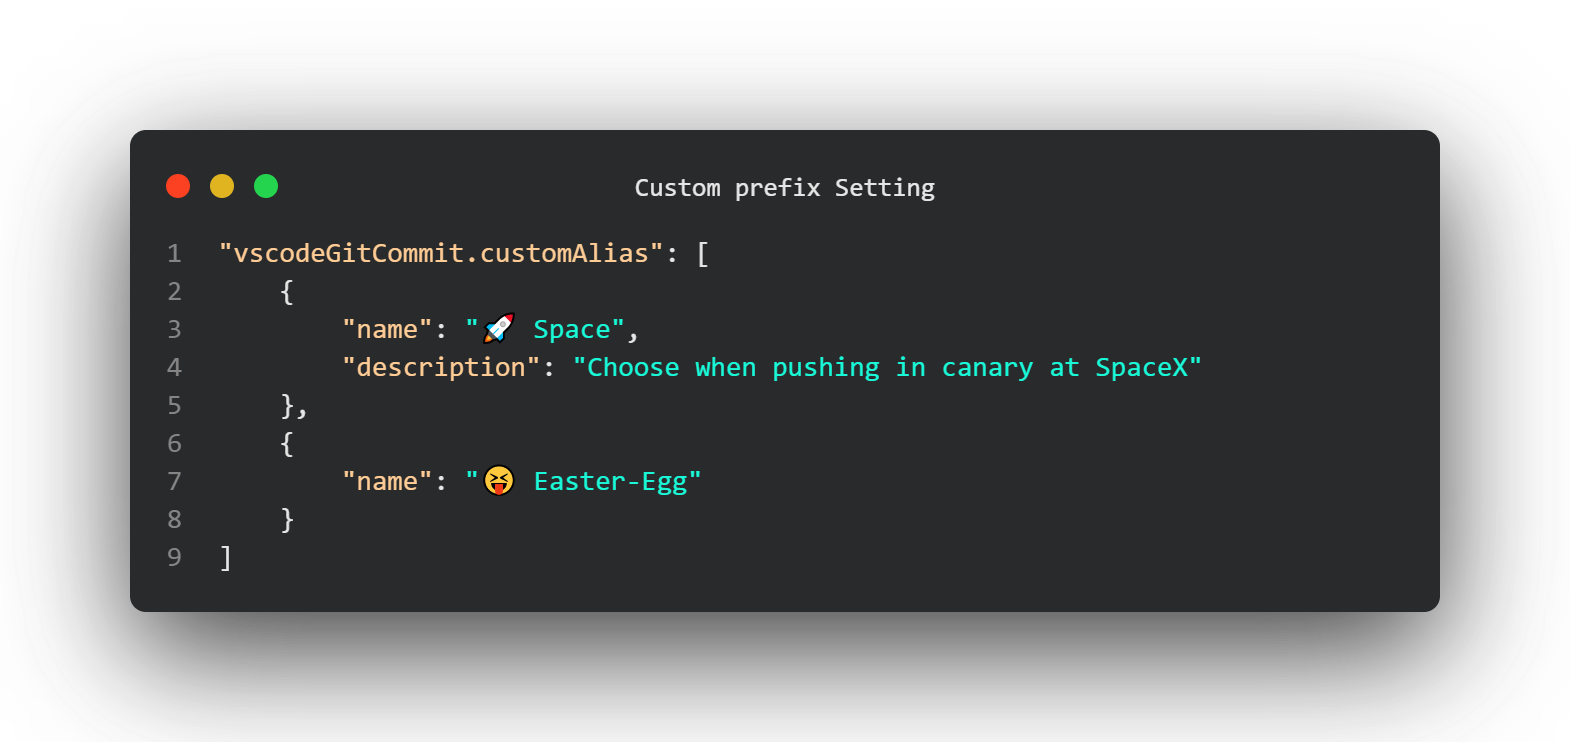 Custom prefix Setting
1 "vscodeGitCommit.customAlias": [
2     {
3         "name": "🚀 Space",
4         "description": "Choose when pushing in canary at SpaceX"
5     },
6     {
7         "name": "😝 Easter-Egg"
8     }
9 ]